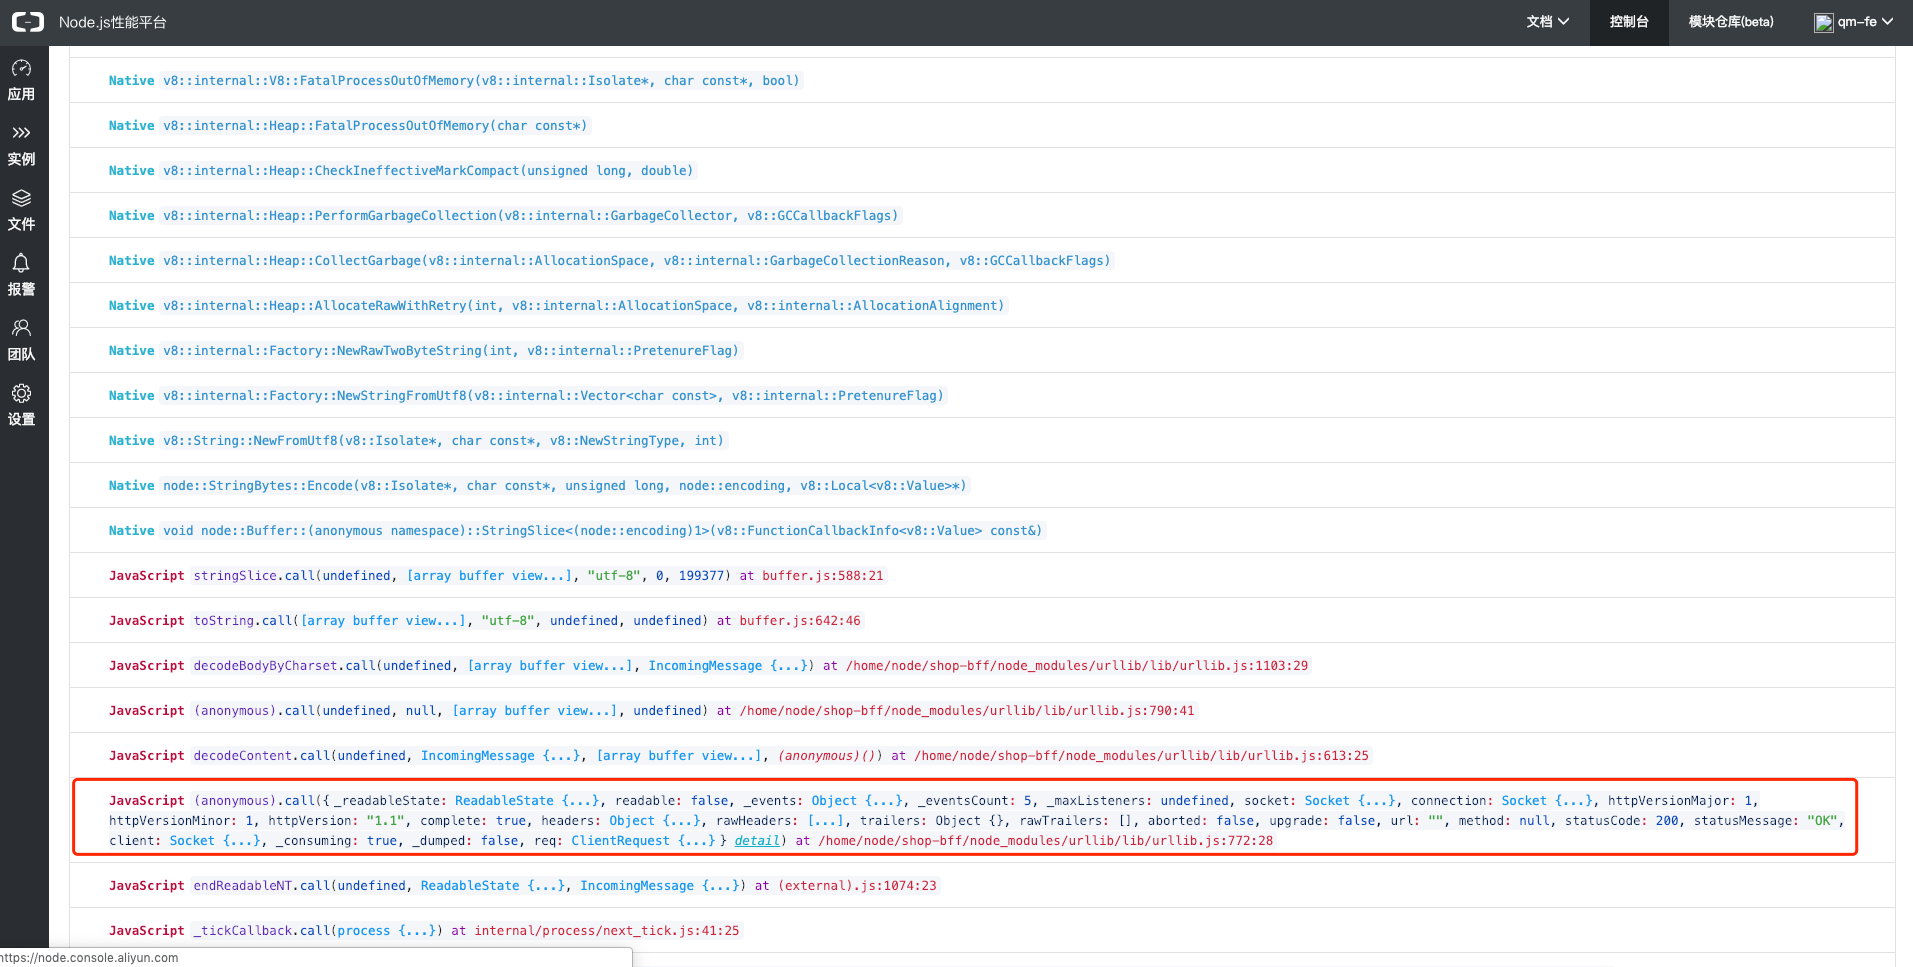 Node.js性能平台
文档
控制台
模块仓库(beta)
qm-fe
应用
实例
文件
报警
团队
设置
Native v8::internal::V8::FatalProcessOutOfMemory(v8::internal::Isolate*, char const*, bool)
Native v8::internal::Heap::FatalProcessOutOfMemory(char const*)
Native v8::internal::Heap::CheckIneffectiveMarkCompact(unsigned long, double)
Native v8::internal::Heap::PerformGarbageCollection(v8::internal::GarbageCollector, v8::GCCallbackFlags)
Native v8::internal::Heap::CollectGarbage(v8::internal::AllocationSpace, v8::internal::GarbageCollectionReason, v8::GCCallbackFlags)
Native v8::internal::Heap::AllocateRawWithRetry(int, v8::internal::AllocationSpace, v8::internal::AllocationAlignment)
Native v8::internal::Factory::NewRawTwoByteString(int, v8::internal::PretenureFlag)
Native v8::internal::Factory::NewStringFromUtf8(v8::internal::Vector<char const>, v8::internal::PretenureFlag)
Native v8::String::NewFromUtf8(v8::Isolate*, char const*, v8::NewStringType, int)
Native node::StringBytes::Encode(v8::Isolate*, char const*, unsigned long, node::encoding, v8::Local<v8::Value>*)
Native void node::Buffer::(anonymous namespace)::StringSlice<(node::encoding)1>(v8::FunctionCallbackInfo<v8::Value> const&)
JavaScript stringSlice.call(undefined, [array buffer view...], "utf-8", 0, 199377) at buffer.js:588:21
JavaScript toString.call([array buffer view...], "utf-8", undefined, undefined) at buffer.js:642:46
JavaScript decodeBodyByCharset.call(undefined, [array buffer view...], IncomingMessage {...}) at /home/node/shop-bff/node_modules/urllib/lib/urllib.js:1103:29
JavaScript (anonymous).call(undefined, null, [array buffer view...], undefined) at /home/node/shop-bff/node_modules/urllib/lib/urllib.js:790:41
JavaScript decodeContent.call(undefined, IncomingMessage {...}, [array buffer view...], (anonymous)()) at /home/node/shop-bff/node_modules/urllib/lib/urllib.js:613:25
JavaScript (anonymous).call({ _readableState: ReadableState {...}, readable: false, _events: Object {...}, _eventsCount: 5, _maxListeners: undefined, socket: Socket {...}, connection: Socket {...}, httpVersionMajor: 1,
httpVersionMinor: 1, httpVersion: "1.1", complete: true, headers: Object {...}, rawHeaders: [...], trailers: Object {}, rawTrailers: [], aborted: false, upgrade: false, url: "", method: null, statusCode: 200, statusMessage: "OK",
client: Socket {...}, _consuming: true, _dumped: false, req: ClientRequest {...} } detail) at /home/node/shop-bff/node_modules/urllib/lib/urllib.js:772:28
JavaScript endReadableNT.call(undefined, ReadableState {...}, IncomingMessage {...}) at (external).js:1074:23
JavaScript _tickCallback.call(process {...}) at internal/process/next_tick.js:41:25
https://node.console.aliyun.com